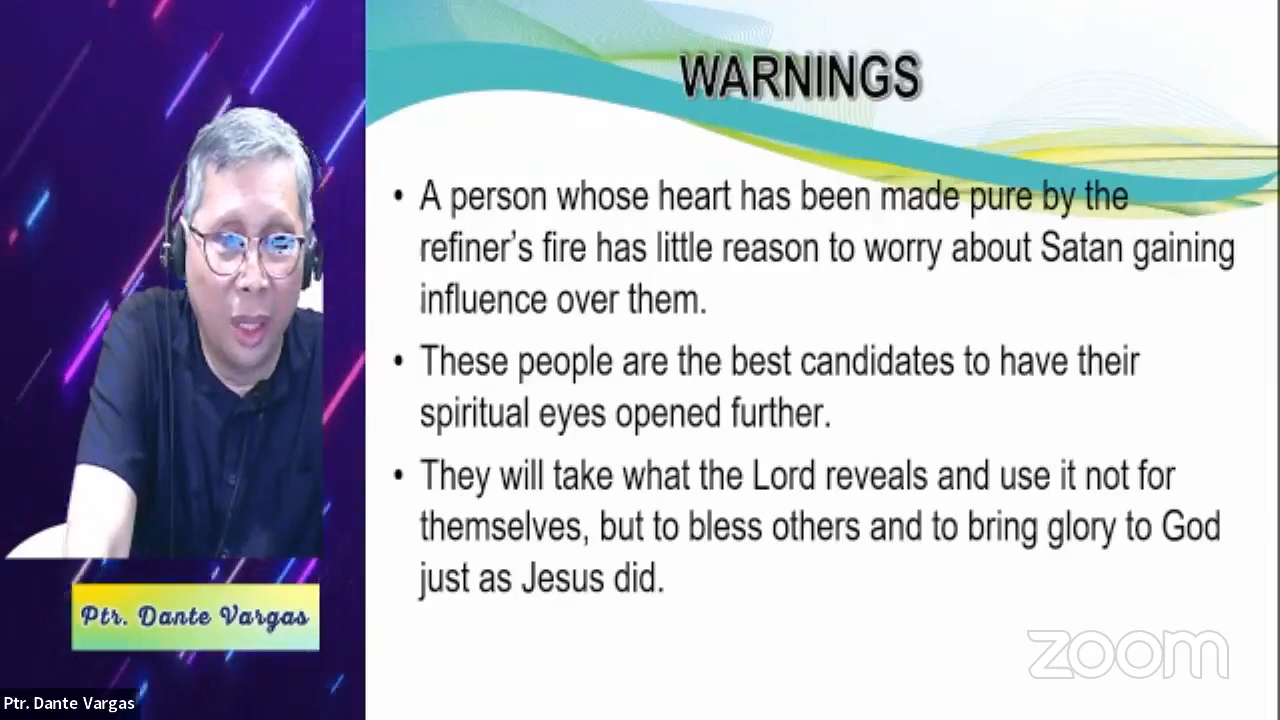 WARNINGS
• A person whose heart has been made pure by the
refiner’s fire has little reason to worry about Satan gaining
influence over them.
• These people are the best candidates to have their
spiritual eyes opened further.
• They will take what the Lord reveals and use it not for
themselves, but to bless others and to bring glory to God
just as Jesus did.
Ptr. Dante Vargas
zoom
Ptr. Dante Vargas